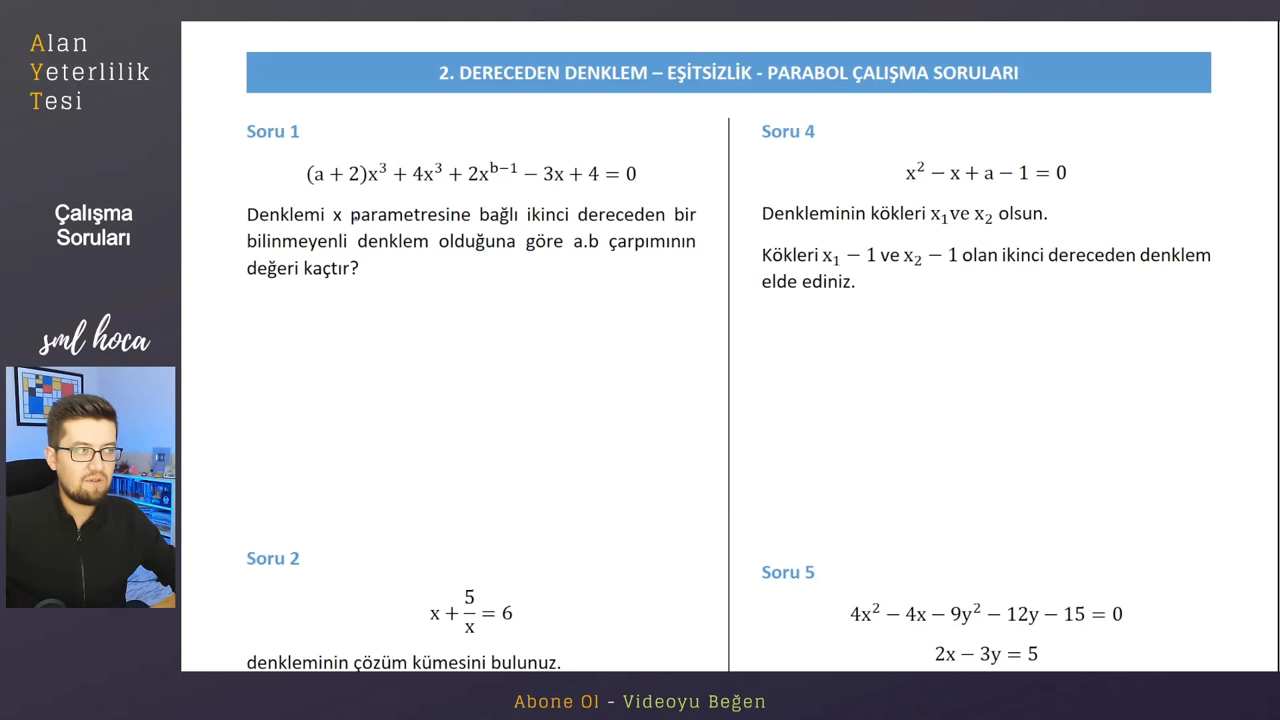 Alan
Yeterlilik
Tesi
Çalışma
Soruları
sml hoca
2. DERECEDEN DENKLEM – EŞİTSİZLİK - PARABOL ÇALIŞMA SORULARI
Soru 1
(a + 2)x³ + 4x³ + 2xᵇ⁻¹ − 3x + 4 = 0
Denklemi x parametresine bağlı ikinci dereceden bir
bilinmeyenli denklem olduğuna göre a.b çarpımının
değeri kaçtır?
Soru 2
x + 5/x = 6
denkleminin çözüm kümesini bulunuz.
Soru 4
x² − x + a − 1 = 0
Denkleminin kökleri x₁ve x₂ olsun.
Kökleri x₁ − 1 ve x₂ − 1 olan ikinci dereceden denklem
elde ediniz.
Soru 5
4x² − 4x − 9y² − 12y − 15 = 0
2x − 3y = 5
Abone Ol - Videoyu Beğen